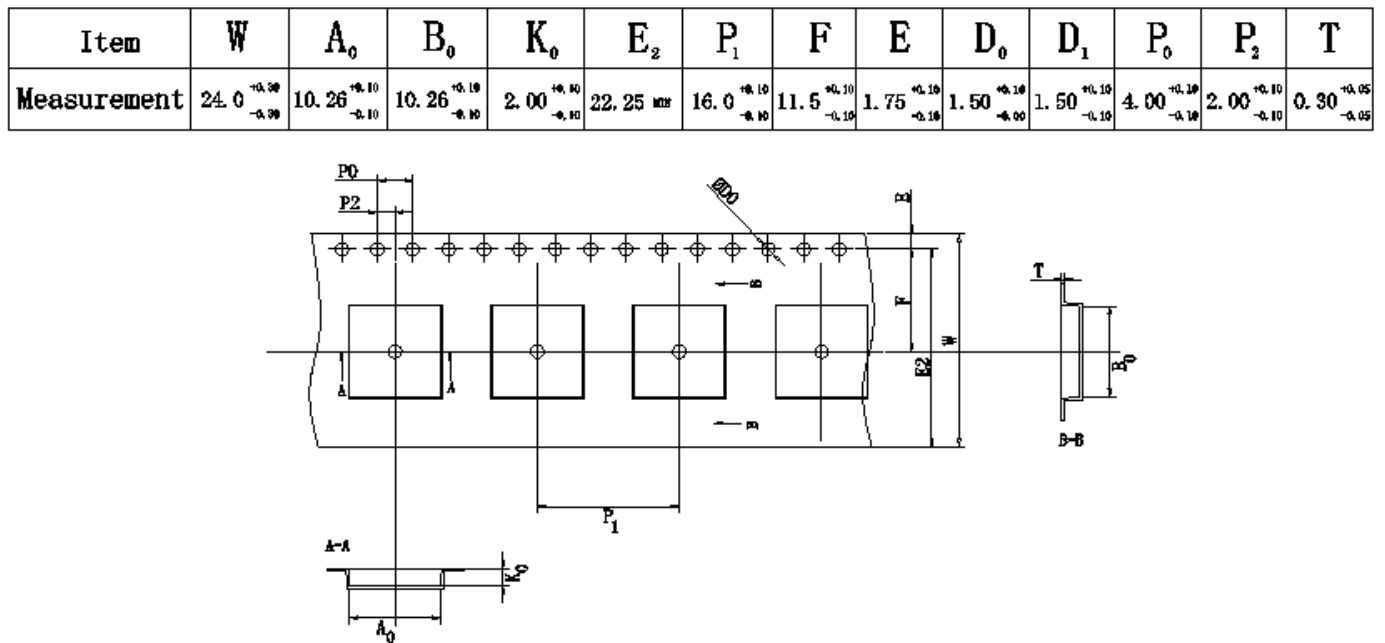 Item W A₀ B₀ K₀ E₂ P₁ F E D₀ D₁ P₀ P₂ T
Measurement 24.0 +0.30 -0.30 10.26 +0.10 -0.10 10.26 +0.10 -0.10 2.00 +0.10 -0.10 22.25 16.0 +0.10 -0.10 11.5 +0.10 -0.10 1.75 +0.10 -0.10 1.50 +0.10 -0.00 1.50 +0.10 -0.10 4.00 +0.10 -0.10 2.00 +0.10 -0.10 0.30 +0.05 -0.05
P0
P2
ØD0
E
B
T
F
W
E2
B₀
A A
B
B-B
P₁
A-A
K₀
A₀